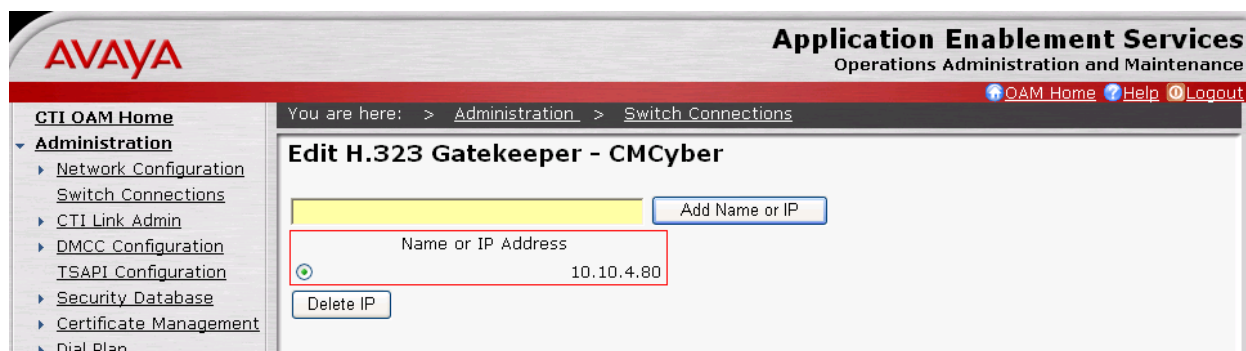 AVAYA
Application Enablement Services
Operations Administration and Maintenance
OAM Home Help Logout
CTI OAM Home
Administration
Network Configuration
Switch Connections
CTI Link Admin
DMCC Configuration
TSAPI Configuration
Security Database
Certificate Management
Dial Plan
You are here: > Administration > Switch Connections
Edit H.323 Gatekeeper - CMCyber
Add Name or IP
Name or IP Address
10.10.4.80
Delete IP